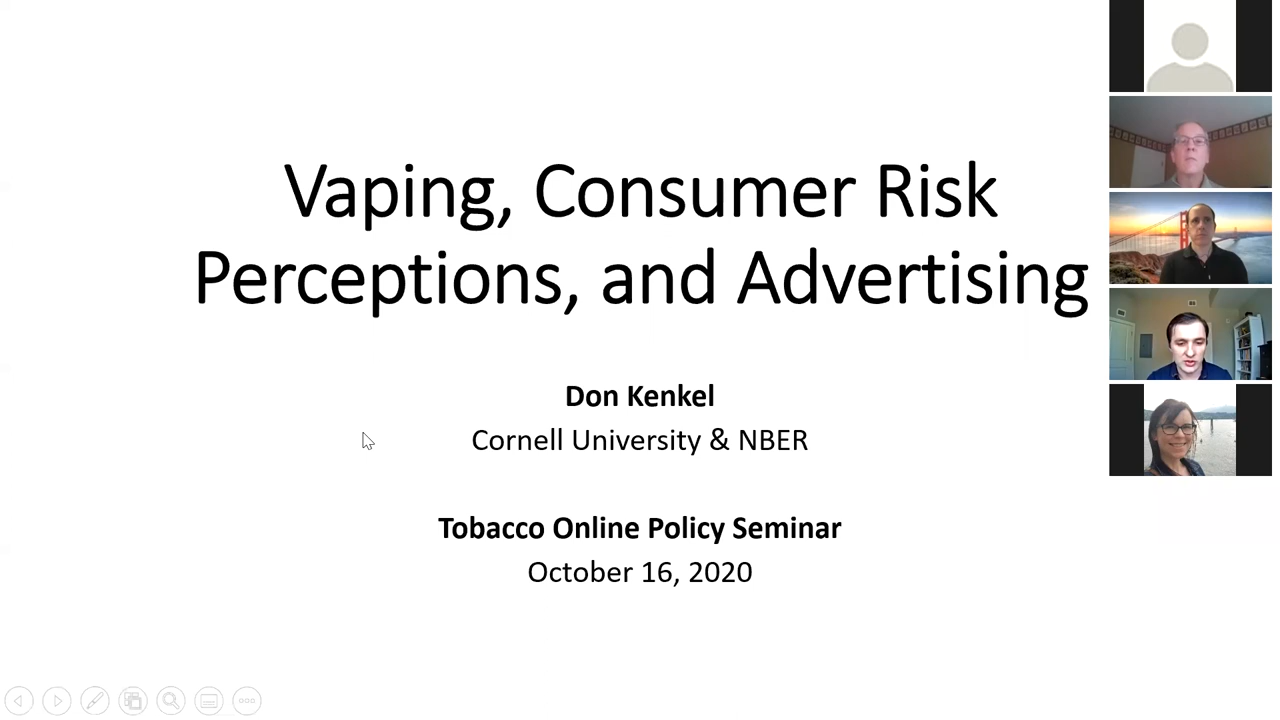 Vaping, Consumer Risk
Perceptions, and Advertising
Don Kenkel
Cornell University & NBER
Tobacco Online Policy Seminar
October 16, 2020